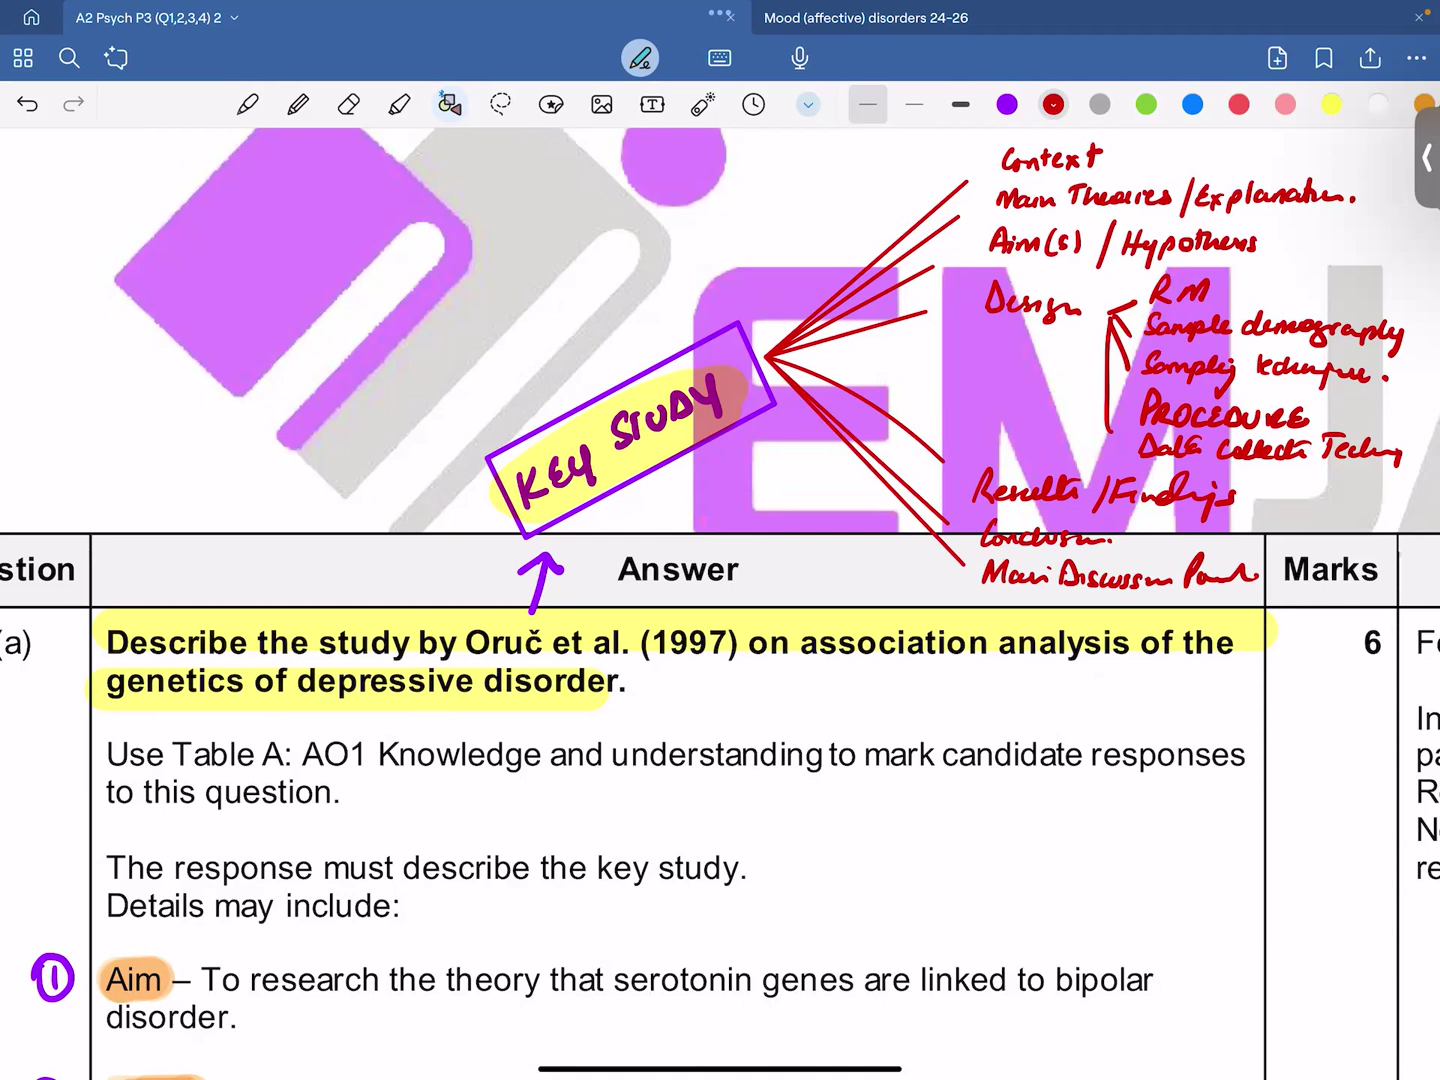 A2 Psych P3 (Q1,2,3,4) 2
Mood (affective) disorders 24-26
Context
Main Theories / Explanation.
Aim(s) / Hypothesis
Design
RM
Sample demography
Sampling technique.
PROCEDURE
Data Collect Techniq
Results / Findings
Conclusion.
Main Discussion Point
KEY STUDY
EMJA
stion
Answer
Marks
(a)
Describe the study by Oruč et al. (1997) on association analysis of the
genetics of depressive disorder.
6
Use Table A: AO1 Knowledge and understanding to mark candidate responses
to this question.
The response must describe the key study.
Details may include:
1
Aim – To research the theory that serotonin genes are linked to bipolar
disorder.